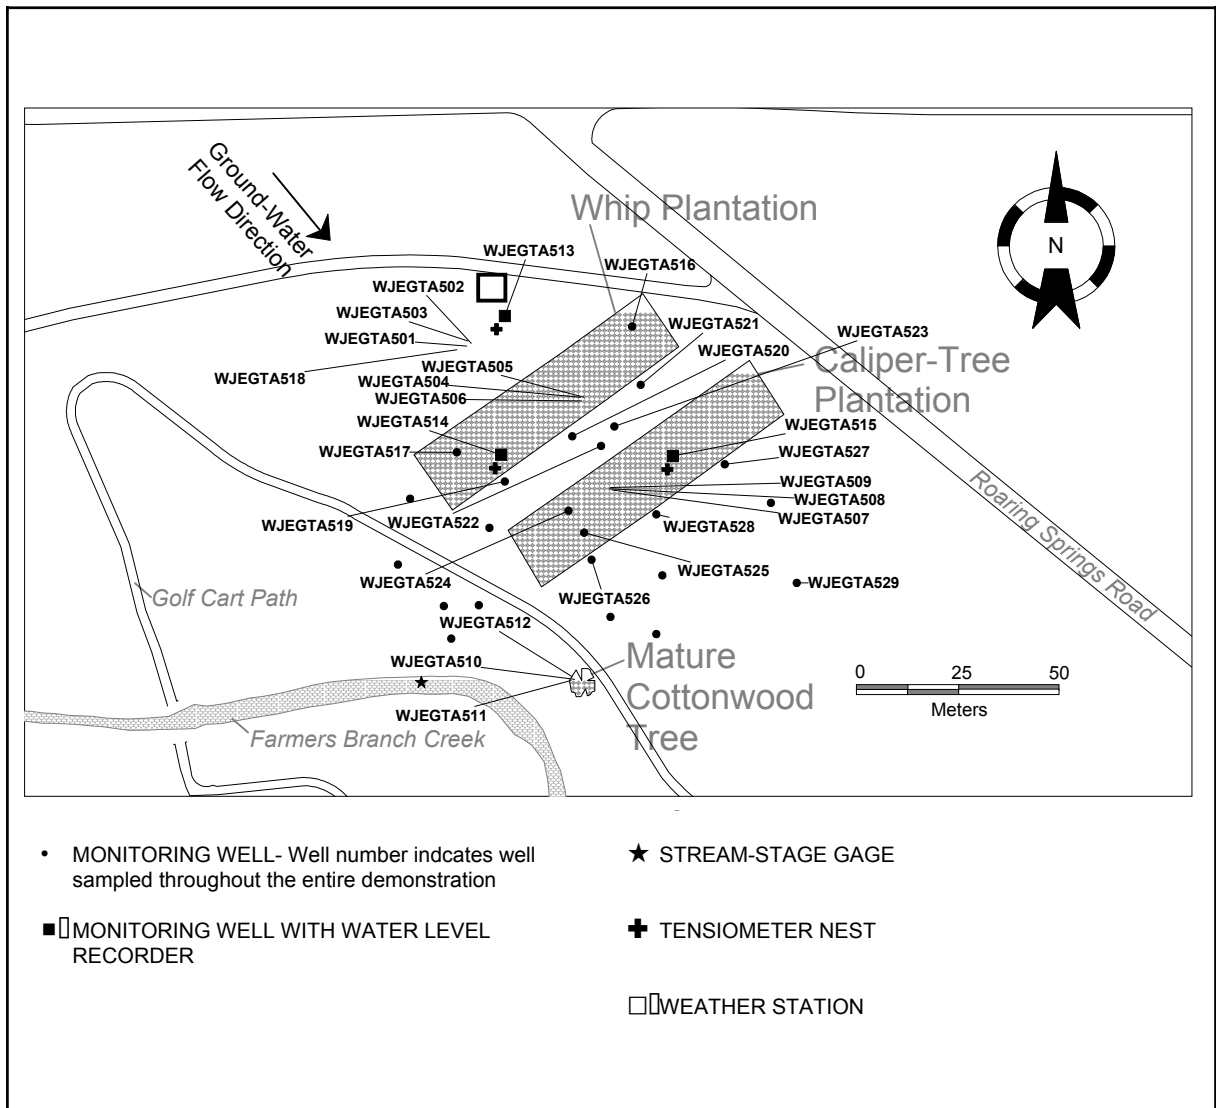 Ground-Water
Flow Direction
Whip Plantation
N
WJEGTA513
WJEGTA516
WJEGTA502
WJEGTA503
WJEGTA501
WJEGTA518
WJEGTA521
WJEGTA523
WJEGTA520
Caliper-Tree
Plantation
WJEGTA505
WJEGTA504
WJEGTA506
WJEGTA514
WJEGTA517
WJEGTA515
WJEGTA527
WJEGTA509
WJEGTA508
WJEGTA507
WJEGTA519
WJEGTA522
WJEGTA528
Roaring Springs Road
WJEGTA524
WJEGTA525
WJEGTA529
Golf Cart Path
WJEGTA526
WJEGTA512
Mature
Cottonwood
Tree
WJEGTA510
WJEGTA511
0 25 50
Meters
Farmers Branch Creek
MONITORING WELL- Well number indcates well
sampled throughout the entire demonstration
MONITORING WELL WITH WATER LEVEL
RECORDER
STREAM-STAGE GAGE
TENSIOMETER NEST
WEATHER STATION